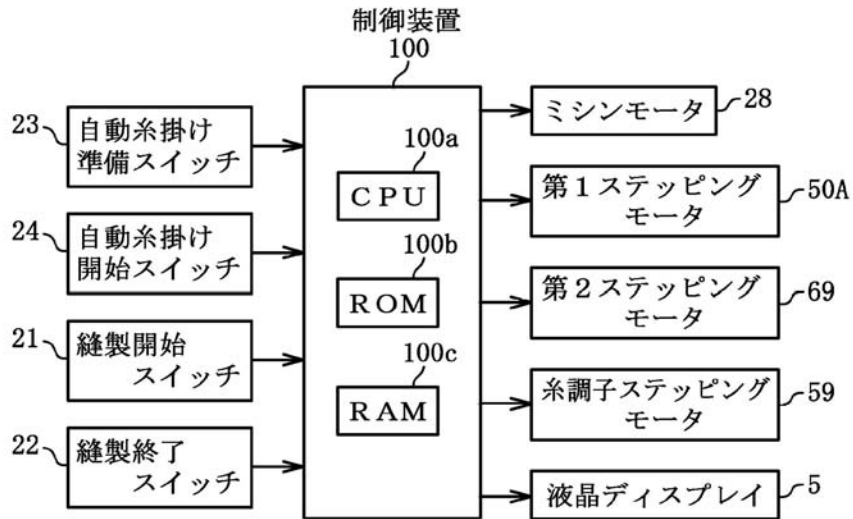 制御装置
100
23
自動糸掛け
準備スイッチ
24
自動糸掛け
開始スイッチ
21
縫製開始
スイッチ
22
縫製終了
スイッチ
100a
CPU
100b
ROM
100c
RAM
ミシンモータ
28
第1ステッピング
モータ
50A
第2ステッピング
モータ
69
糸調子ステッピング
モータ
59
液晶ディスプレイ
5